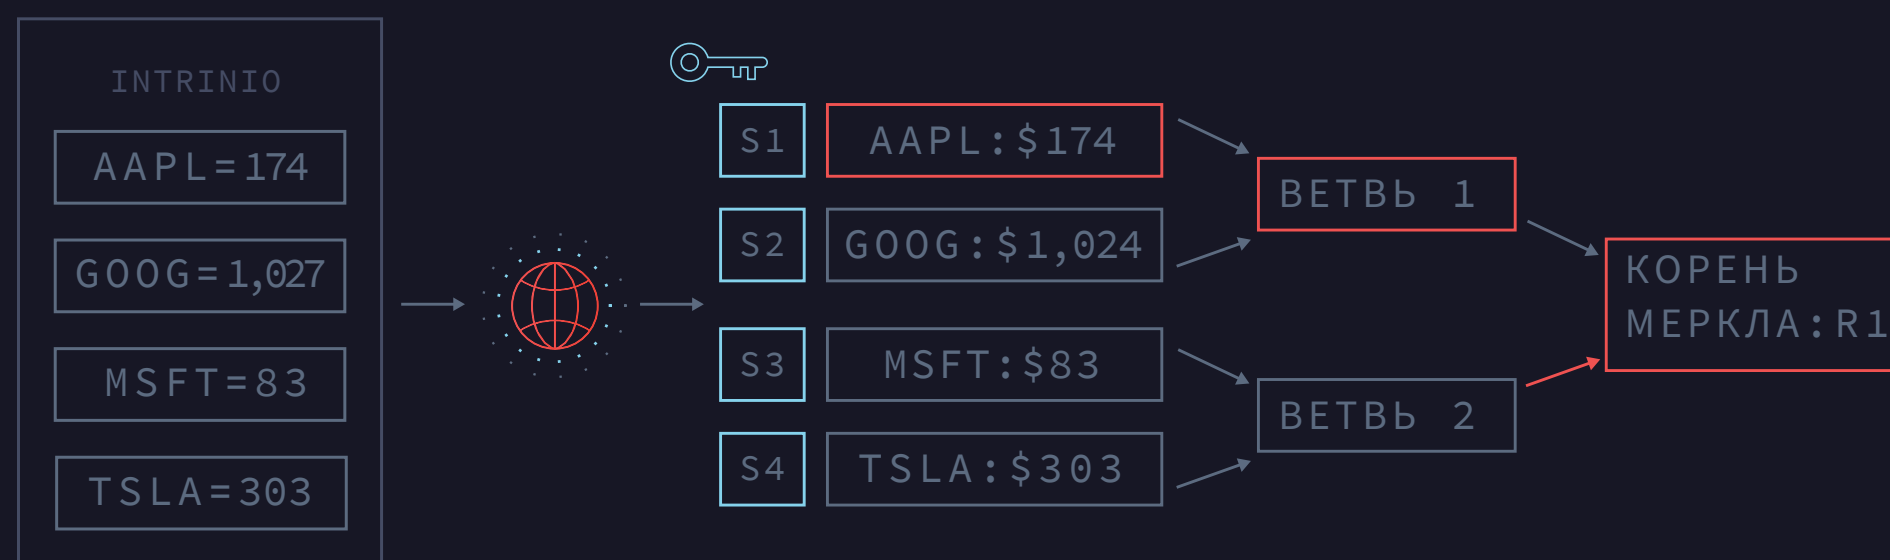 INTRINIO
AAPL=174
GOOG=1,027
MSFT=83
TSLA=303
S1 AAPL:$174
S2 GOOG:$1,024
S3 MSFT:$83
S4 TSLA:$303
ВЕТВЬ 1
ВЕТВЬ 2
КОРЕНЬ
МЕРКЛА:R1